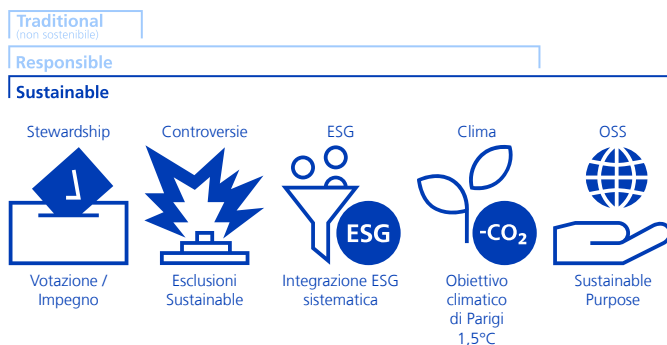 Traditional
(non sostenibile)
Responsible
Sustainable
Stewardship
Controversie
ESG
Clima
OSS
ESG
-CO₂
Votazione /
Impegno
Esclusioni
Sustainable
Integrazione ESG
sistematica
Obiettivo
climatico
di Parigi
1,5°C
Sustainable
Purpose